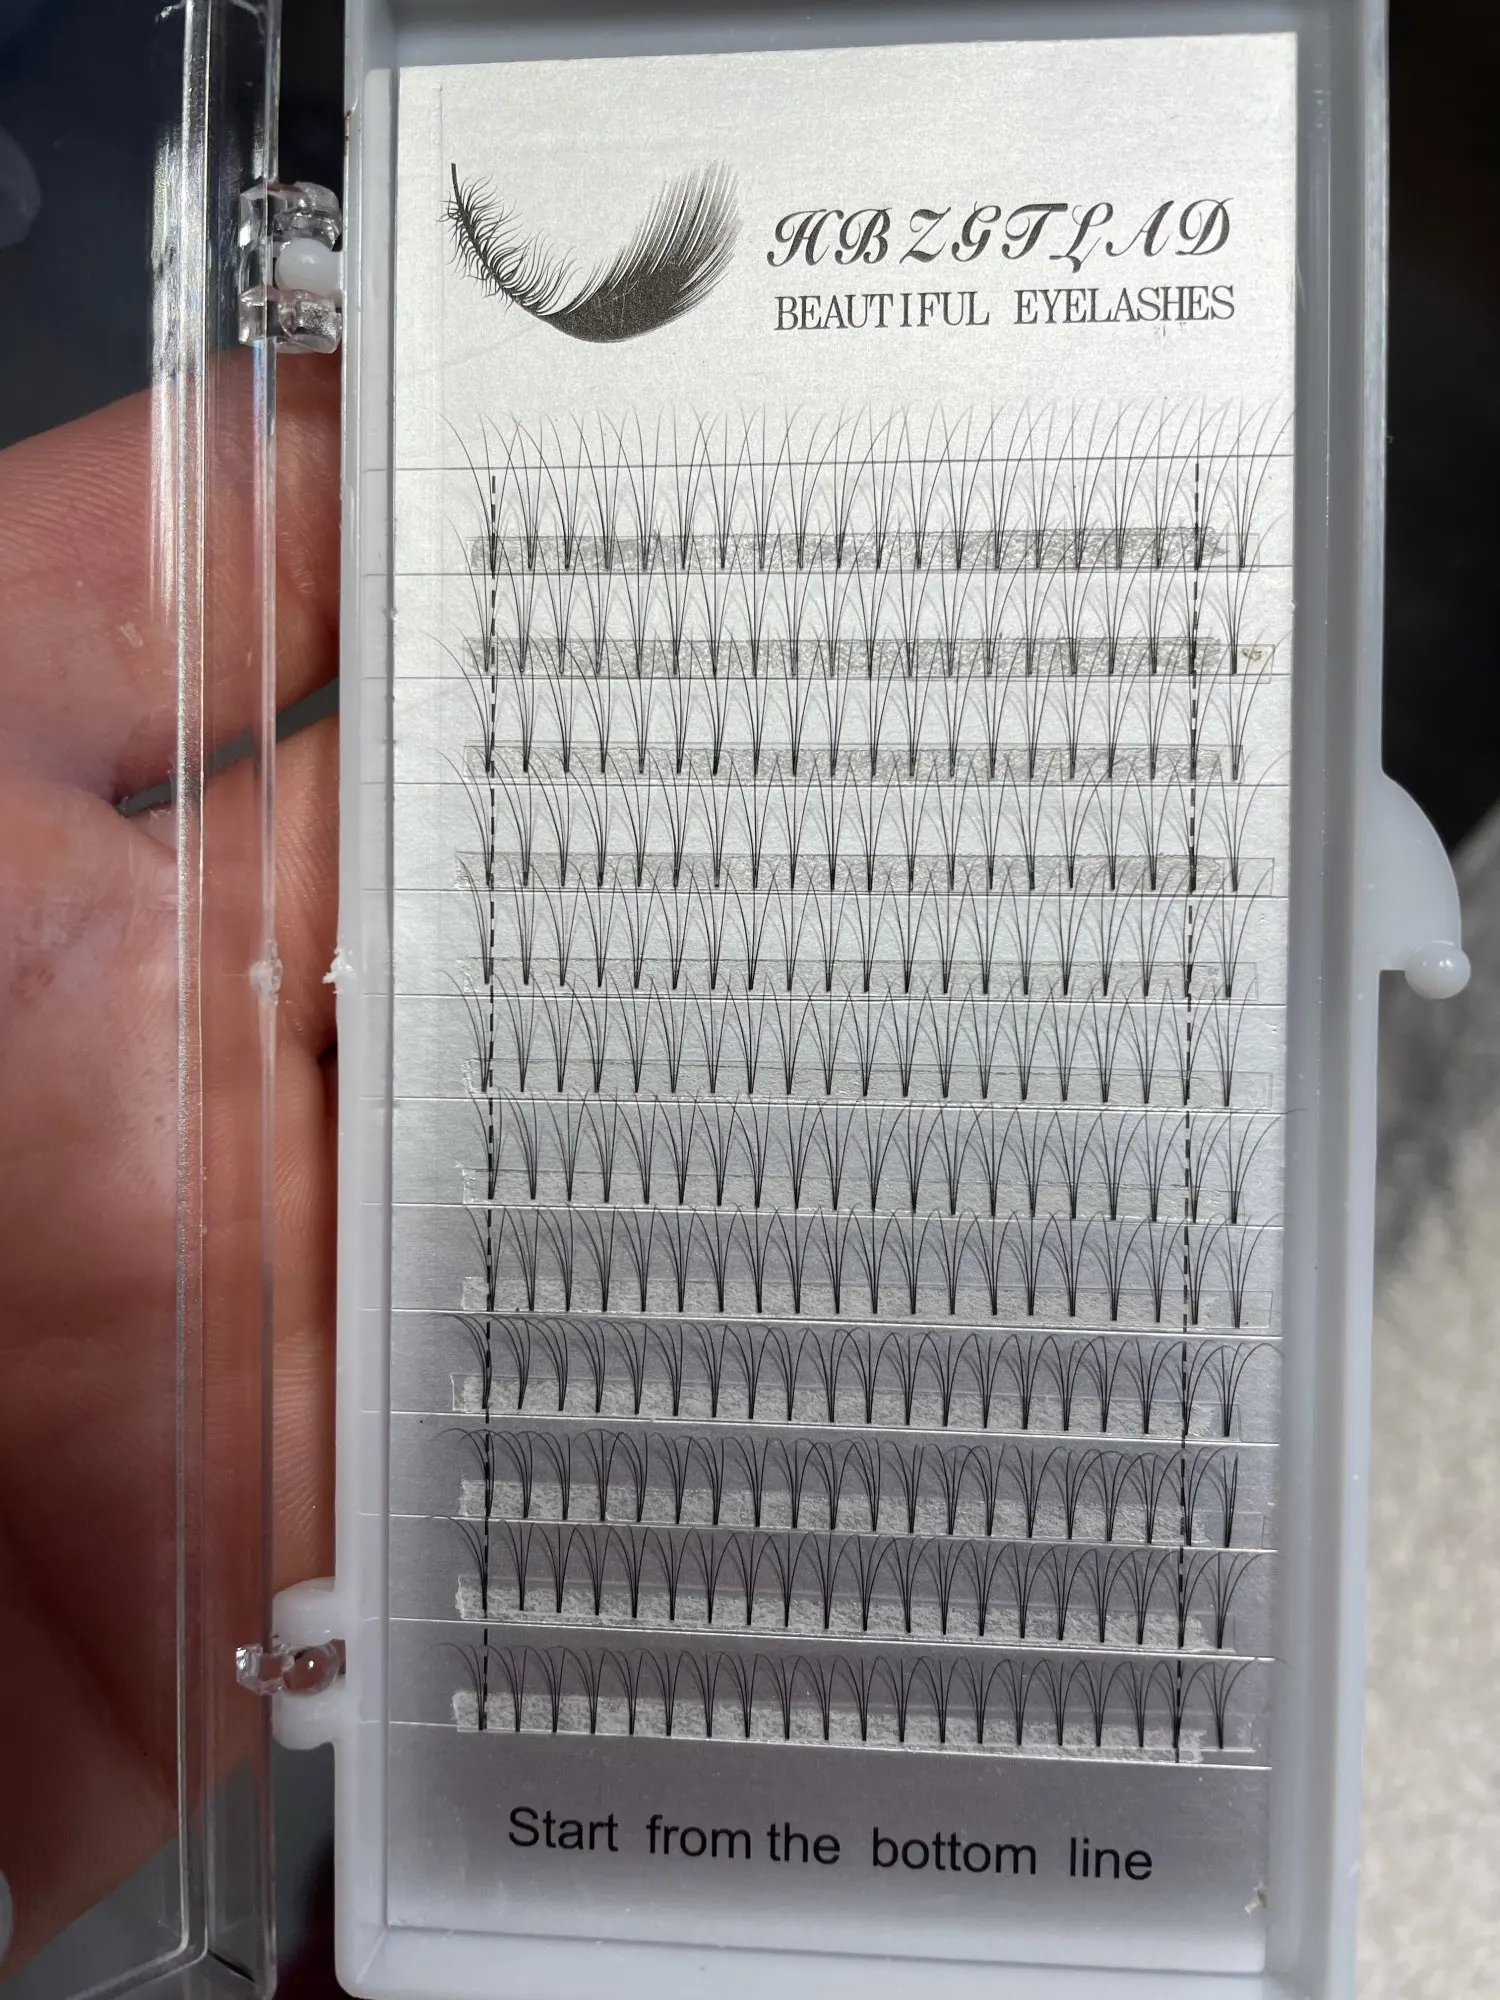 HBZGTLAD
BEAUTIFUL EYELASHES
Start from the bottom line